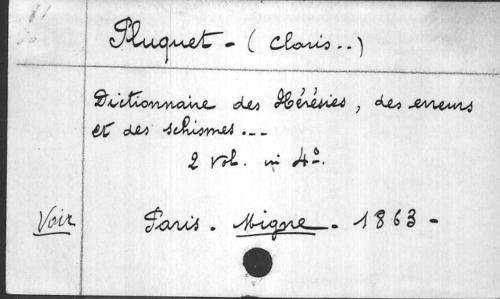 Pluquet - ( Claris.. )
Dictionnaire des Hérésies, des erreurs
et des schismes...
2 vol. in 4°.
Voir
Paris. Migne. 1863 -